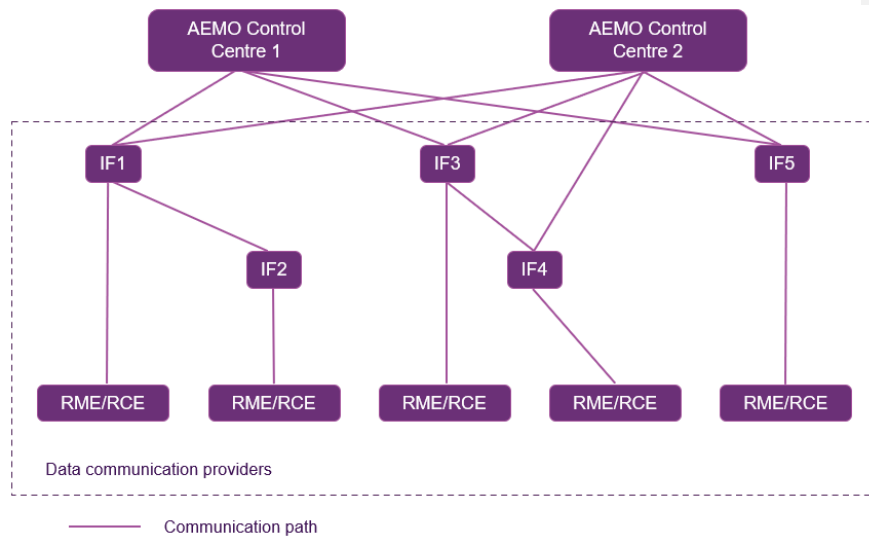 AEMO Control
Centre 1
AEMO Control
Centre 2
IF1
IF3
IF5
IF2
IF4
RME/RCE
RME/RCE
RME/RCE
RME/RCE
RME/RCE
Data communication providers
Communication path